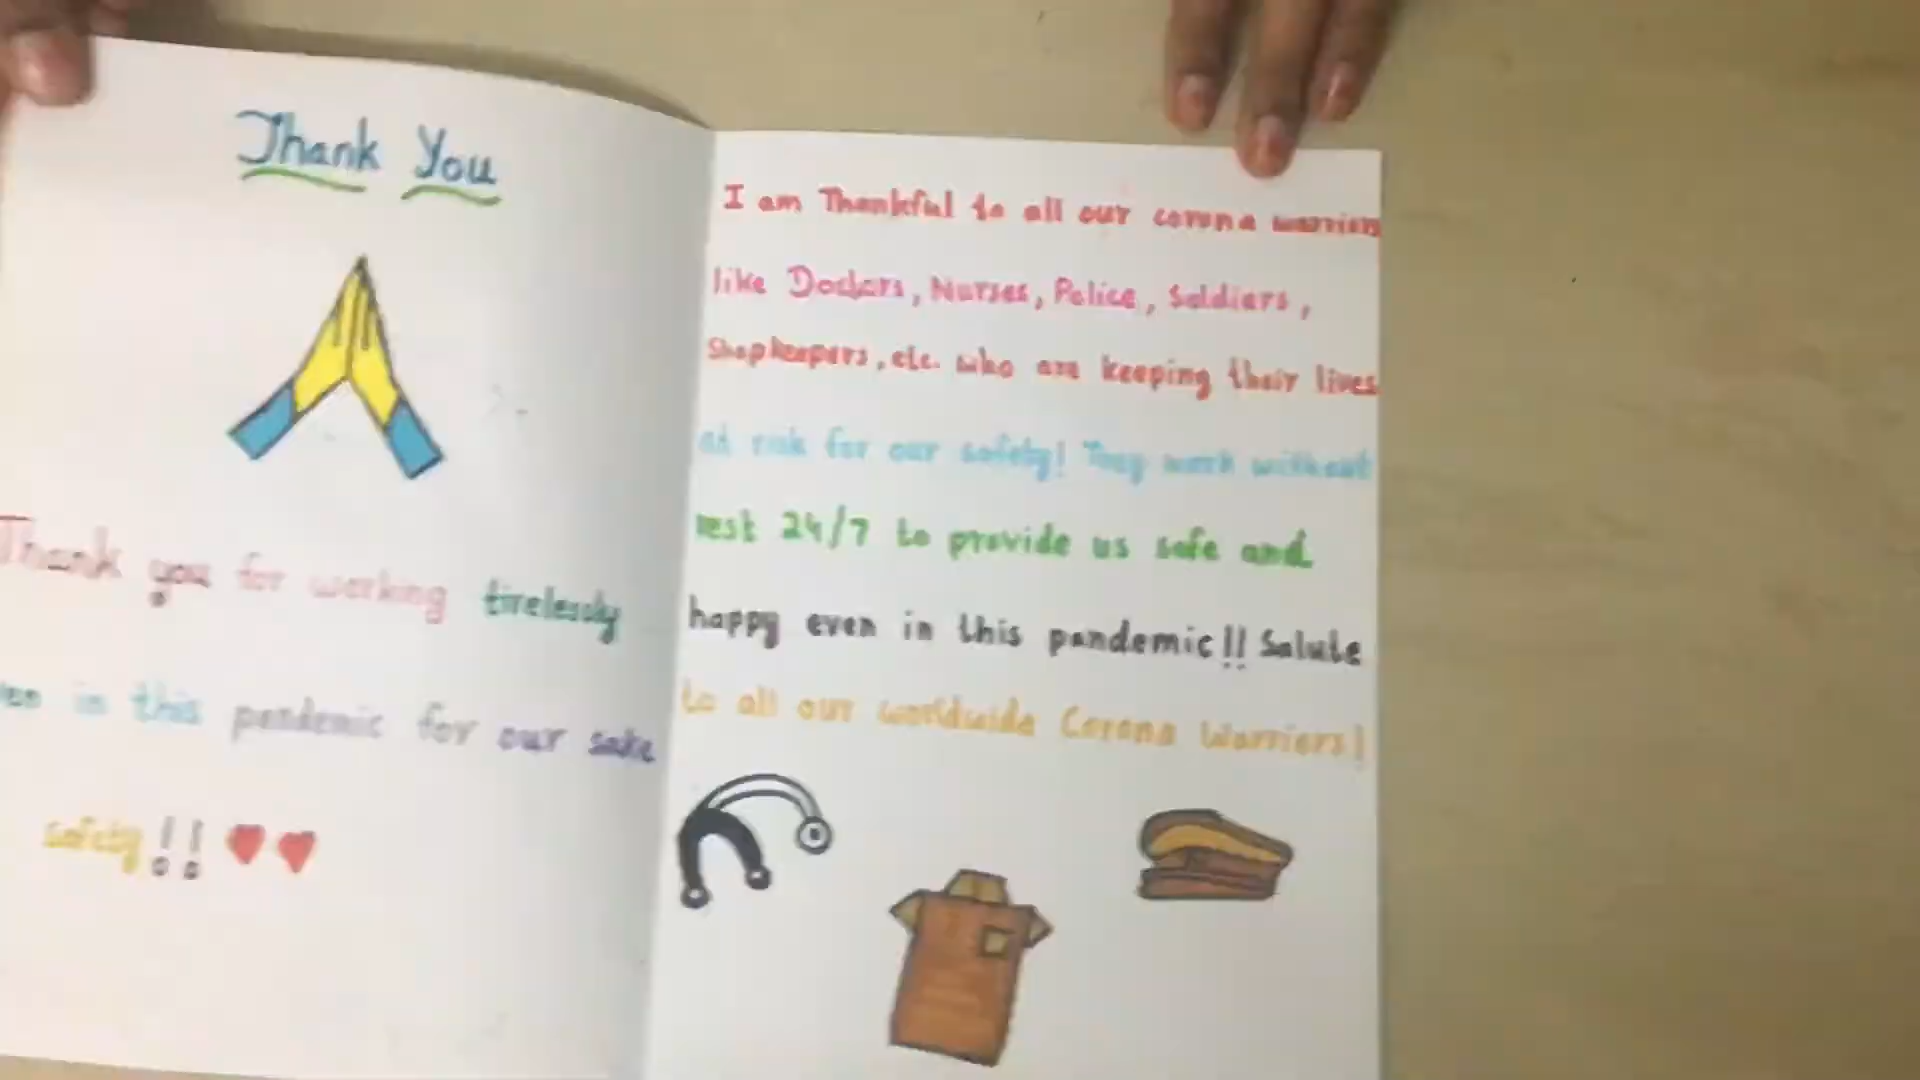 Thank You
Thank you for working tirelessly
in this pandemic for our sake
safety!! 
I am Thankful to all our corona warriors
like Doctors, Nurses, Police, Soldiers,
Shopkeepers, etc. who are keeping their lives
at risk for our safety! They work without
rest 24/7 to provide us safe and
happy even in this pandemic!! Salute
to all our worldwide Corona Warriors!